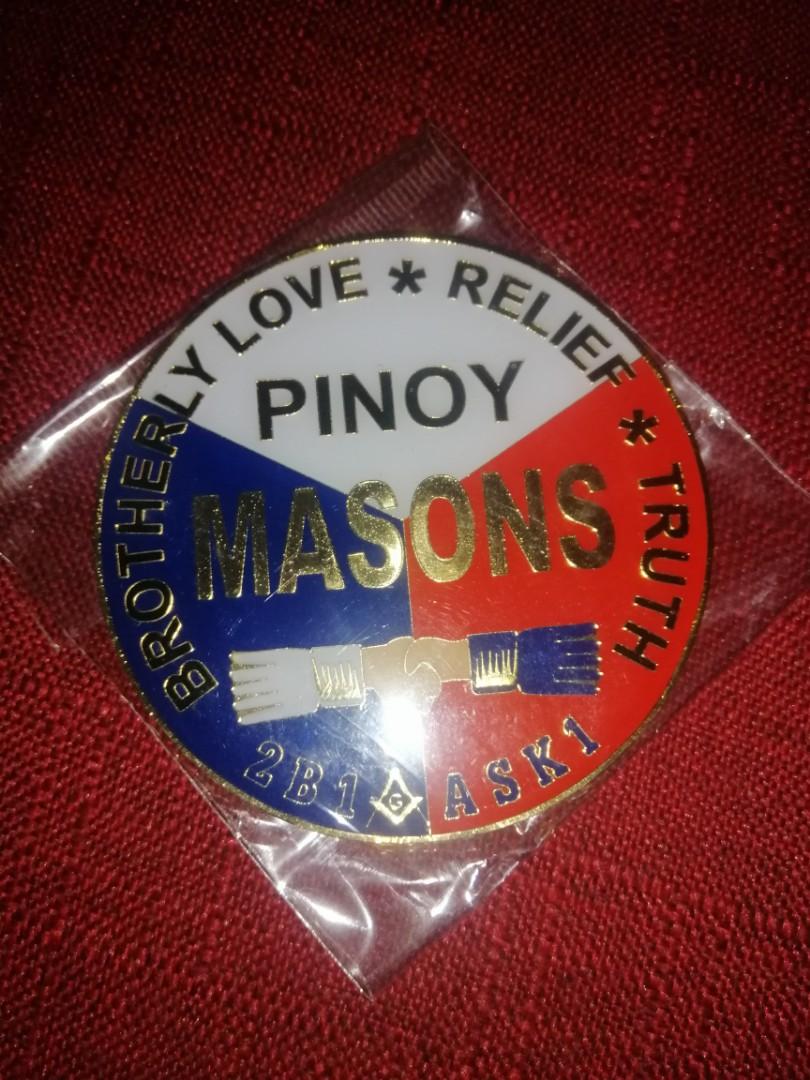 BROTHERLY LOVE * RELIEF * TRUTH
PINOY
MASONS
2B1 G ASK1